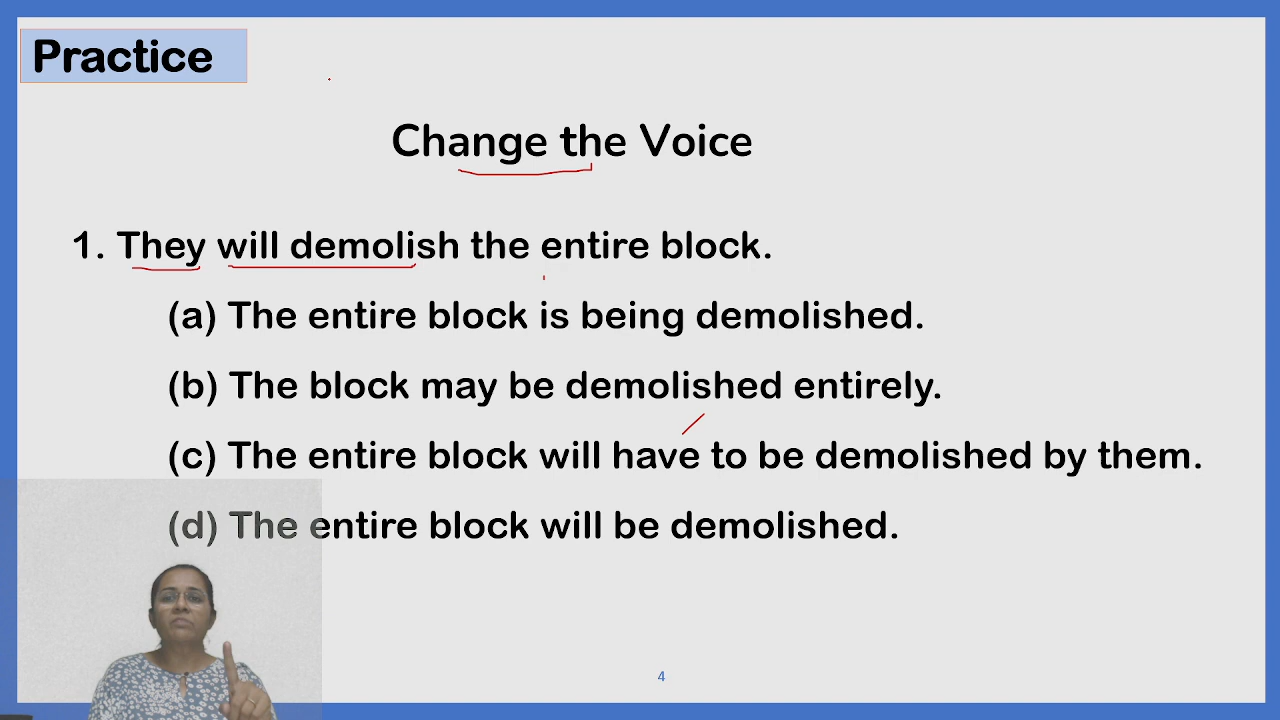 Practice
Change the Voice
1. They will demolish the entire block.
(a) The entire block is being demolished.
(b) The block may be demolished entirely.
(c) The entire block will have to be demolished by them.
(d) The entire block will be demolished.
4